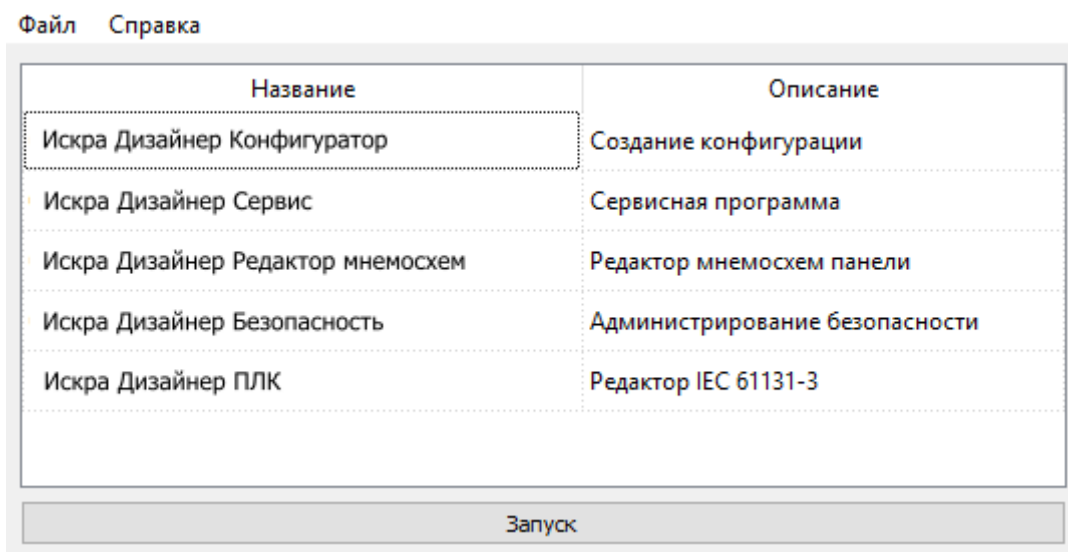 Файл Справка
Название Описание
Искра Дизайнер Конфигуратор Создание конфигурации
Искра Дизайнер Сервис Сервисная программа
Искра Дизайнер Редактор мнемосхем Редактор мнемосхем панели
Искра Дизайнер Безопасность Администрирование безопасности
Искра Дизайнер ПЛК Редактор IEC 61131-3
Запуск